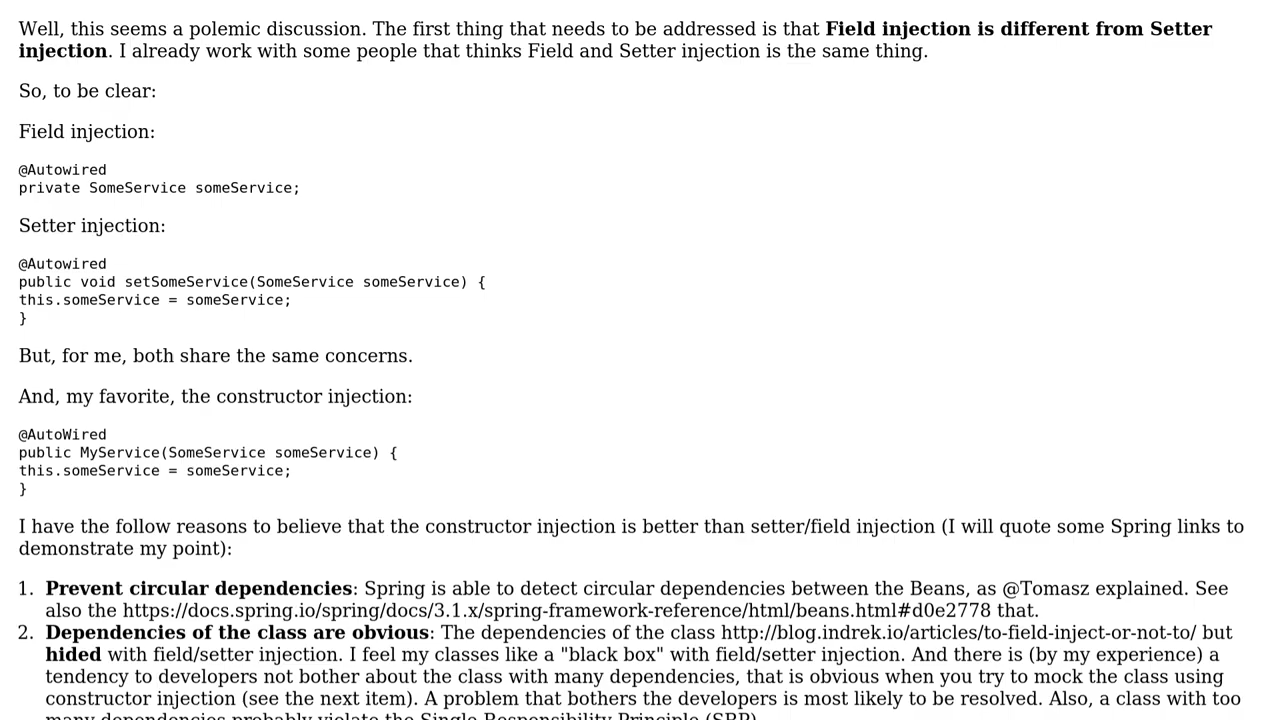 Well, this seems a polemic discussion. The first thing that needs to be addressed is that Field injection is different from Setter
injection. I already work with some people that thinks Field and Setter injection is the same thing.
So, to be clear:
Field injection:
@Autowired
private SomeService someService;
Setter injection:
@Autowired
public void setSomeService(SomeService someService) {
this.someService = someService;
}
But, for me, both share the same concerns.
And, my favorite, the constructor injection:
@AutoWired
public MyService(SomeService someService) {
this.someService = someService;
}
I have the follow reasons to believe that the constructor injection is better than setter/field injection (I will quote some Spring links to
demonstrate my point):
1. Prevent circular dependencies: Spring is able to detect circular dependencies between the Beans, as @Tomasz explained. See
also the https://docs.spring.io/spring/docs/3.1.x/spring-framework-reference/html/beans.html#d0e2778 that.
2. Dependencies of the class are obvious: The dependencies of the class http://blog.indrek.io/articles/to-field-inject-or-not-to/ but
hided with field/setter injection. I feel my classes like a "black box" with field/setter injection. And there is (by my experience) a
tendency to developers not bother about the class with many dependencies, that is obvious when you try to mock the class using
constructor injection (see the next item). A problem that bothers the developers is most likely to be resolved. Also, a class with too
many dependencies probably violate the Single Responsibility Principle (SRP).